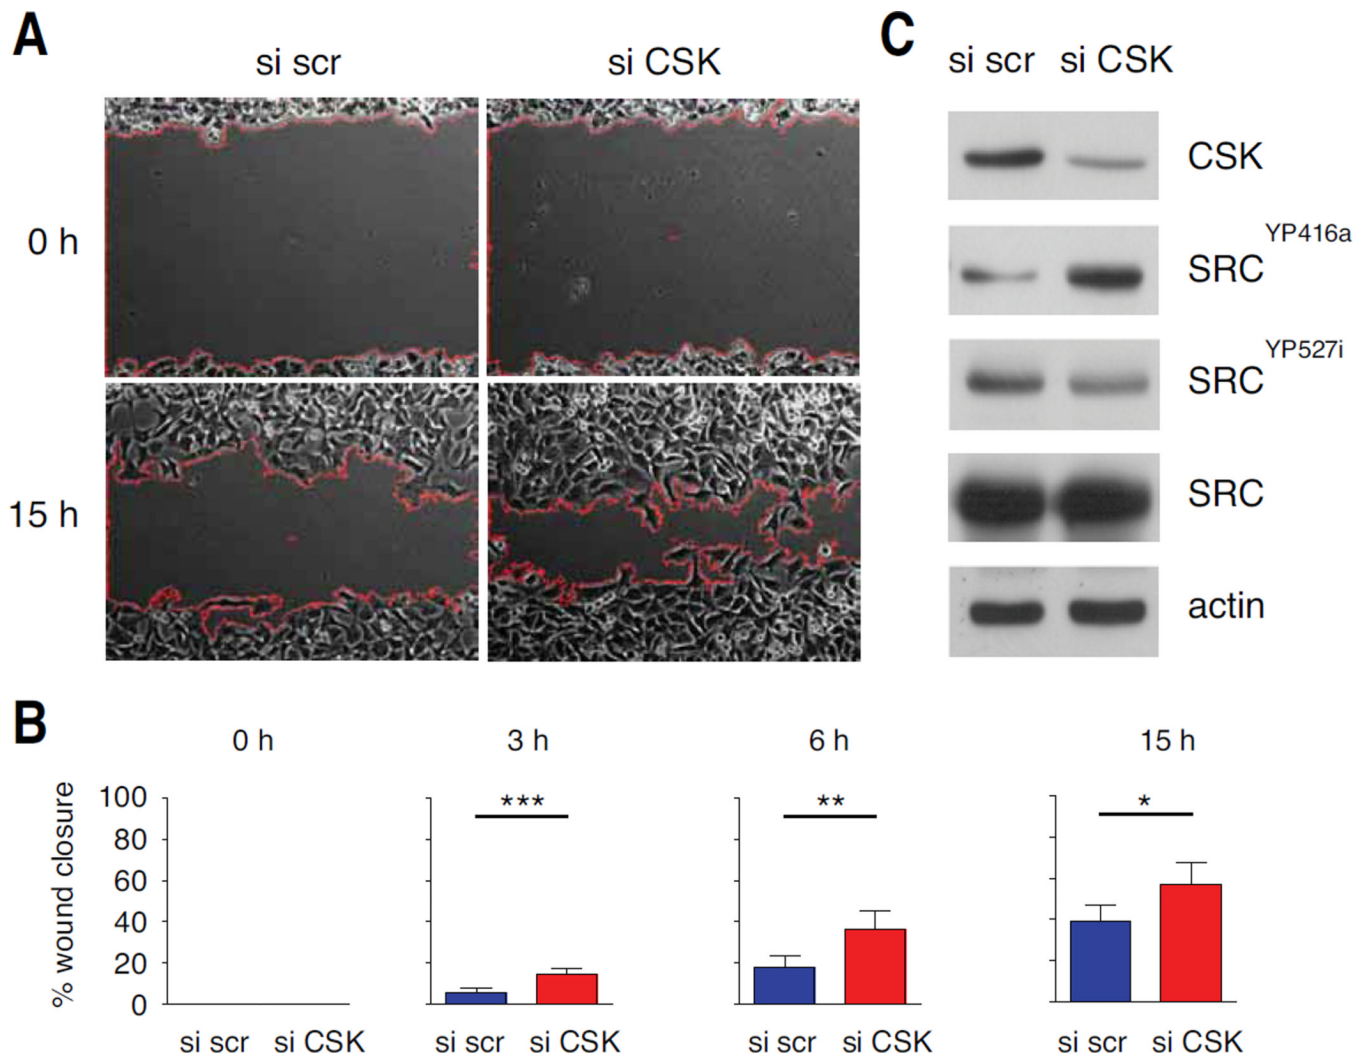 A
si scr
si CSK
0 h
15 h
C
si scr
si CSK
CSK
SRC YP416a
SRC YP527i
SRC
actin
B
0 h
3 h
6 h
15 h
% wound closure
100
80
60
40
20
0
***
**
*
si scr
si CSK
si scr
si CSK
si scr
si CSK
si scr
si CSK